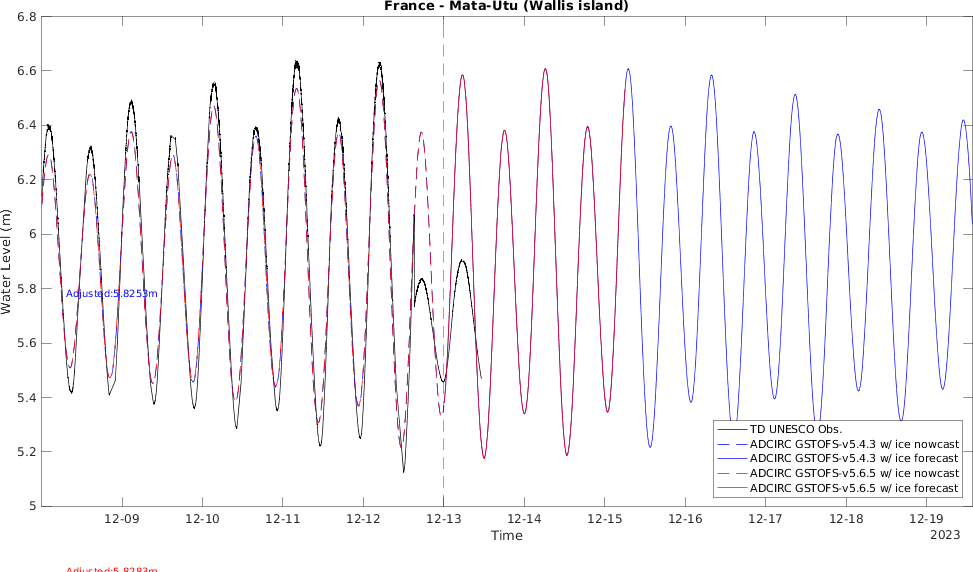 France - Mata-Utu (Wallis island)
6.8
6.6
6.4
6.2
6
5.8
5.6
5.4
5.2
5
Water Level (m)
Adjusted:5.8253m
TD UNESCO Obs.
ADCIRC GSTOFS-v5.4.3 w/ ice nowcast
ADCIRC GSTOFS-v5.4.3 w/ ice forecast
ADCIRC GSTOFS-v5.6.5 w/ ice nowcast
ADCIRC GSTOFS-v5.6.5 w/ ice forecast
12-09 12-10 12-11 12-12 12-13 12-14 12-15 12-16 12-17 12-18 12-19
Time
2023
Adjusted:5.8283m